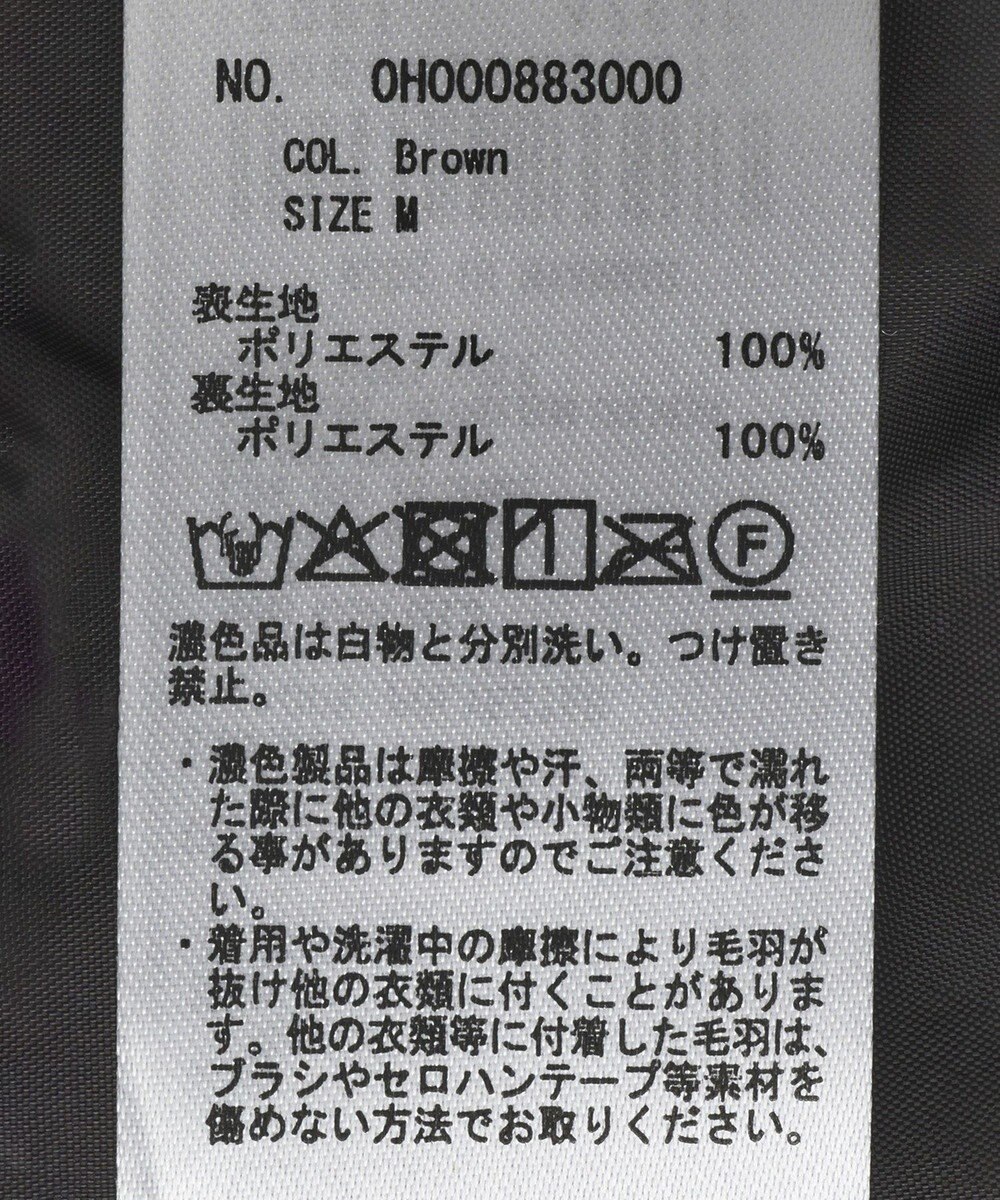 NO. 0H000883000
COL. Brown
SIZE M
表生地
ポリエステル 100%
裏生地
ポリエステル 100%
F
濃色品は白物と分別洗い。つけ置き
禁止。
・濃色製品は摩擦や汗、雨等で濡れ
た際に他の衣類や小物類に色が移
る事がありますのでご注意くださ
い。
・着用や洗濯中の摩擦により毛羽が
抜け他の衣類に付くことがありま
す。他の衣類等に付着した毛羽は、
ブラシやセロハンテープ等素材を
傷めない方法でお取りください。